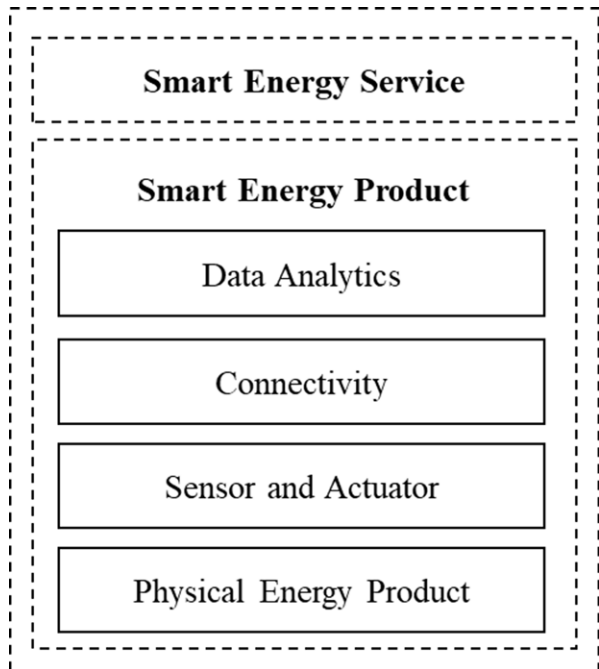 Smart Energy Service
Smart Energy Product
Data Analytics
Connectivity
Sensor and Actuator
Physical Energy Product